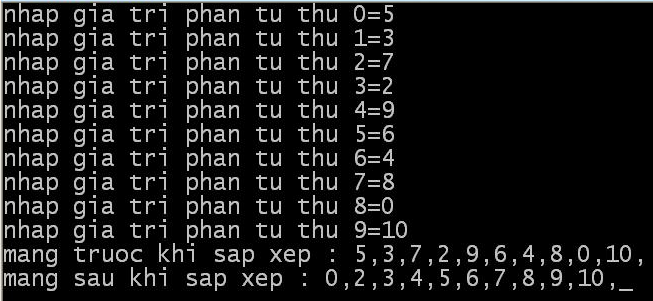 nhap gia tri phan tu thu 0=5
nhap gia tri phan tu thu 1=3
nhap gia tri phan tu thu 2=7
nhap gia tri phan tu thu 3=2
nhap gia tri phan tu thu 4=9
nhap gia tri phan tu thu 5=6
nhap gia tri phan tu thu 6=4
nhap gia tri phan tu thu 7=8
nhap gia tri phan tu thu 8=0
nhap gia tri phan tu thu 9=10
mang truoc khi sap xep : 5,3,7,2,9,6,4,8,0,10,
mang sau khi sap xep : 0,2,3,4,5,6,7,8,9,10,_